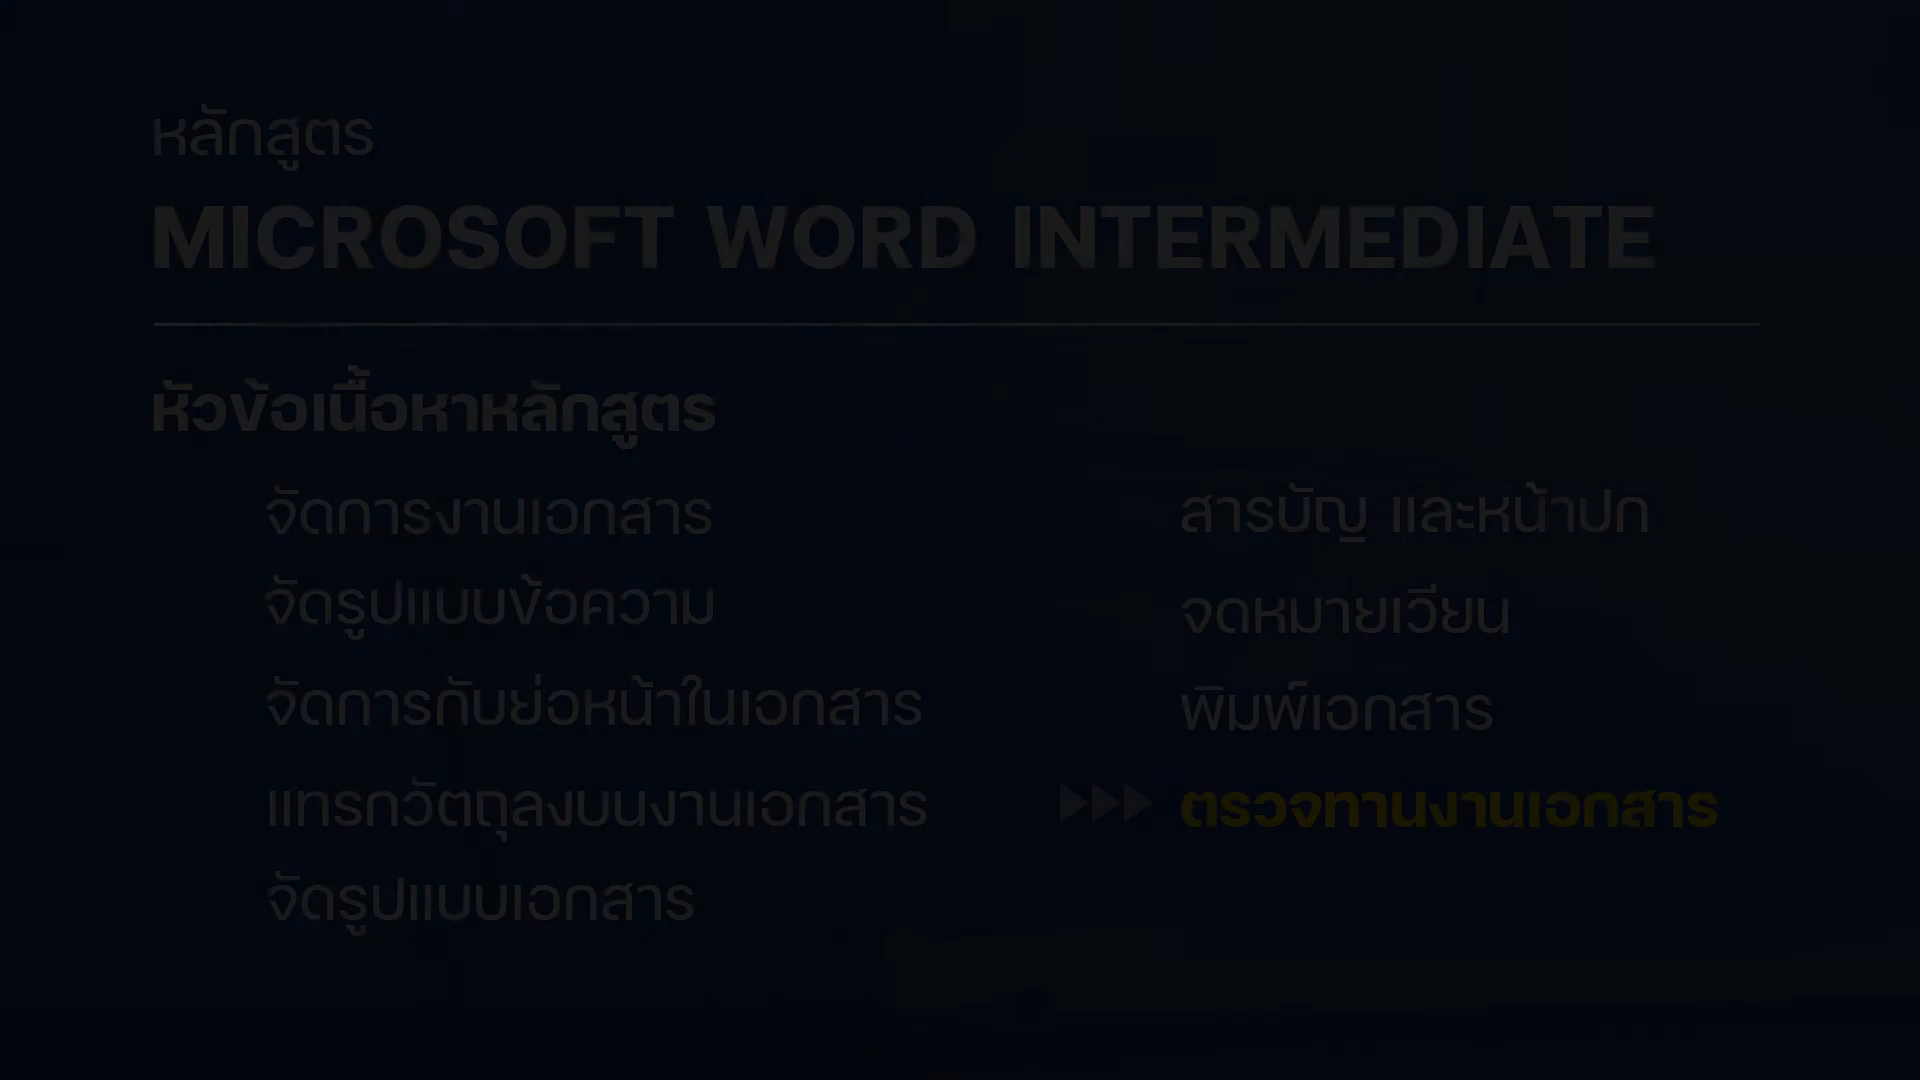 หลักสูตร
MICROSOFT WORD INTERMEDIATE
หัวข้อเนื้อหาหลักสูตร
จัดการงานเอกสาร
จัดรูปแบบข้อความ
จัดการกับย่อหน้าในเอกสาร
แทรกวัตถุลงบนงานเอกสาร
จัดรูปแบบเอกสาร
สารบัญ และหน้าปก
จดหมายเวียน
พิมพ์เอกสาร
ตรวจทานงานเอกสาร